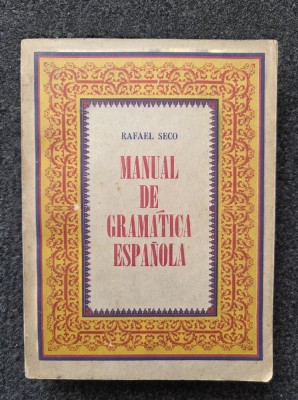 RAFAEL SECO
MANUAL
DE
GRAMÁTICA
ESPAÑOLA